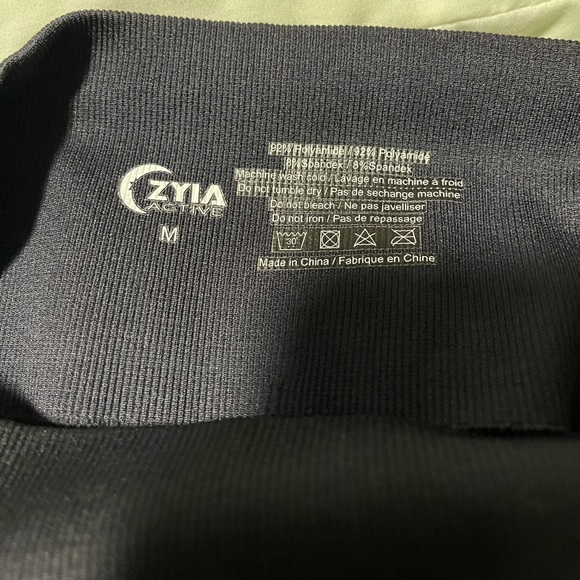 ZYIA
ACTIVE
M
92% Polyamide / 92% Polyamide
8%Spandex / 8%Spandex
Machine wash cold / Lavage en machine à froid
Do not tumble dry / Pas de sechange machine
Do not bleach / Ne pas javelliser
Do not iron / Pas de repassage
30°
Made in China / Fabrique en Chine